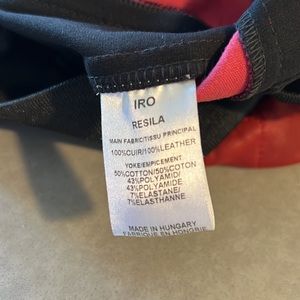 IRO
RESILA
MAIN FABRIC/TISSU PRINCIPAL
100%CUIR/100%LEATHER
YOKE/EMPICEMENT
50%COTTON/50%COTON
43%POLYAMID/
43%POLYAMIDE
7%ELASTANE/
7%ELASTHANNE
MADE IN HUNGARY
FABRIQUE EN HONGRIE